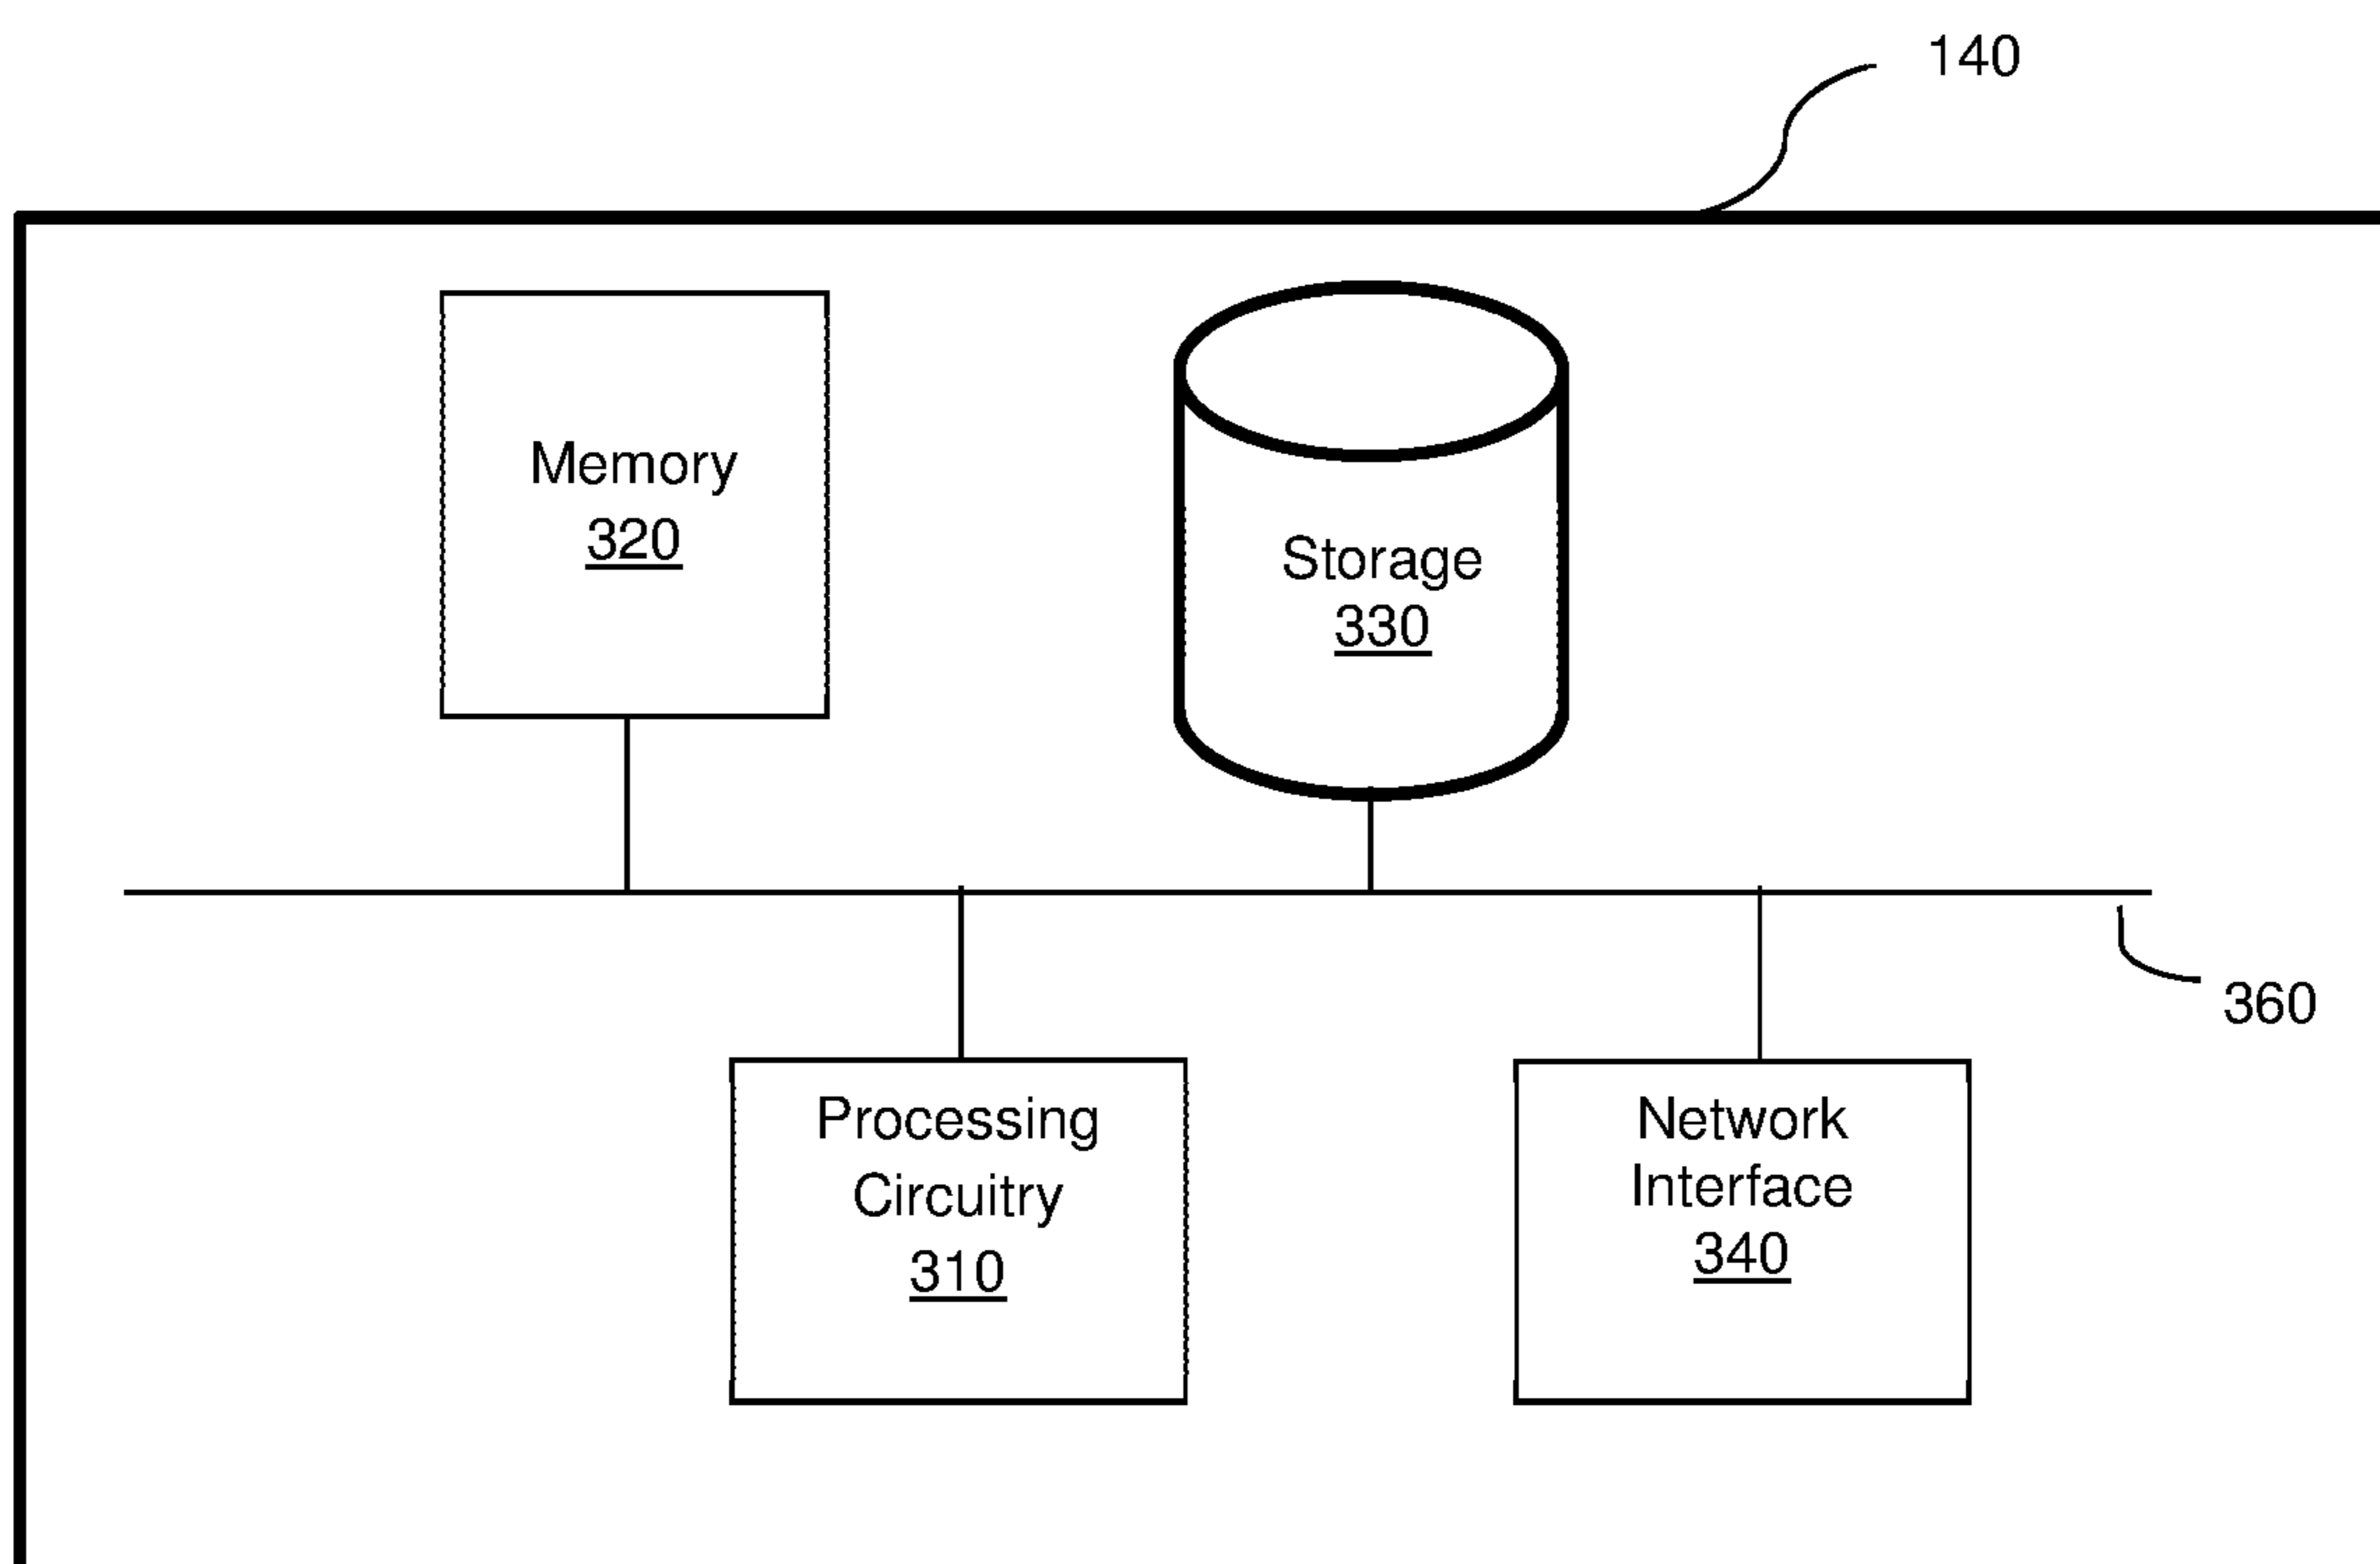 140
Memory
320
Storage
330
360
Processing
Circuitry
310
Network
Interface
340